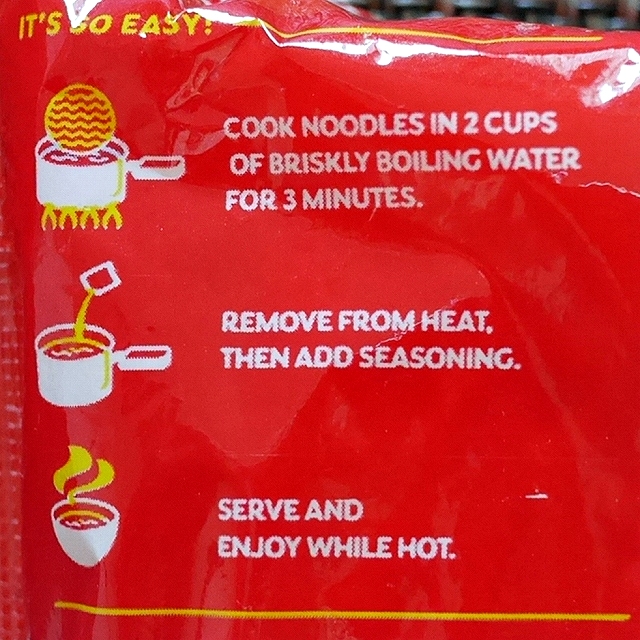 IT'S SO EASY!
COOK NOODLES IN 2 CUPS
OF BRISKLY BOILING WATER
FOR 3 MINUTES.
REMOVE FROM HEAT,
THEN ADD SEASONING.
SERVE AND
ENJOY WHILE HOT.